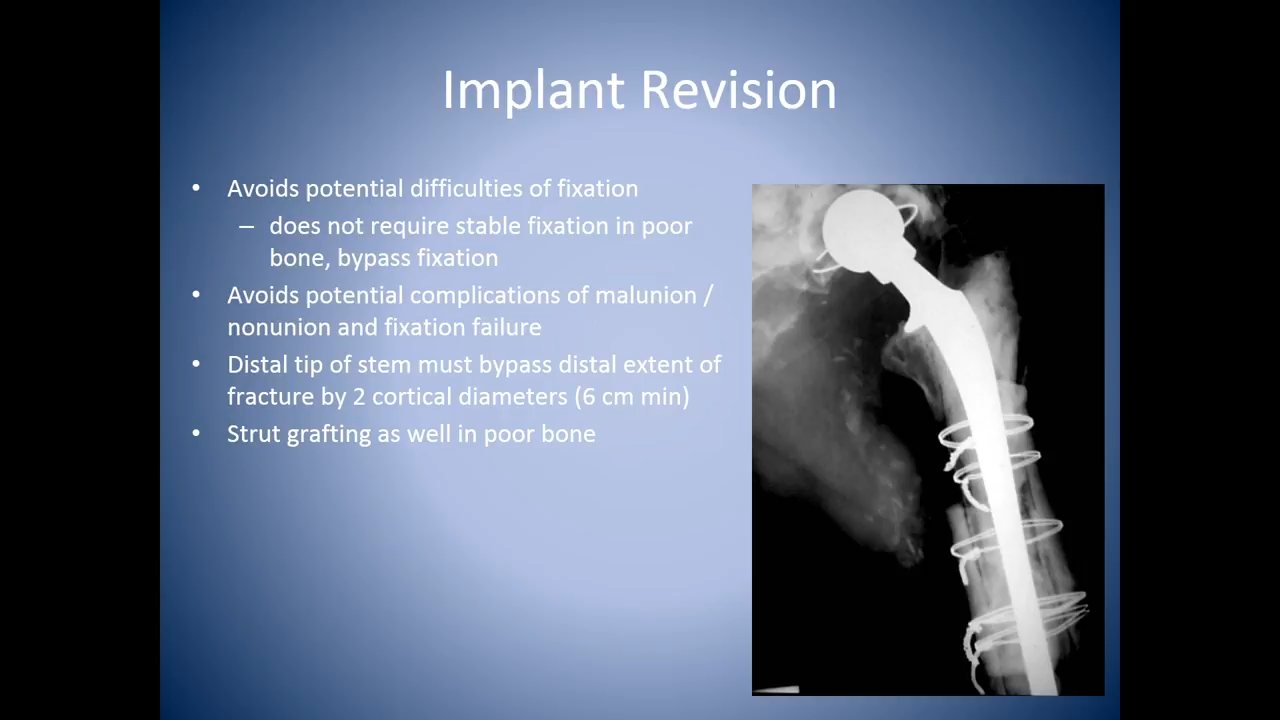 Implant Revision
• Avoids potential difficulties of fixation
– does not require stable fixation in poor
bone, bypass fixation
• Avoids potential complications of malunion /
nonunion and fixation failure
• Distal tip of stem must bypass distal extent of
fracture by 2 cortical diameters (6 cm min)
• Strut grafting as well in poor bone